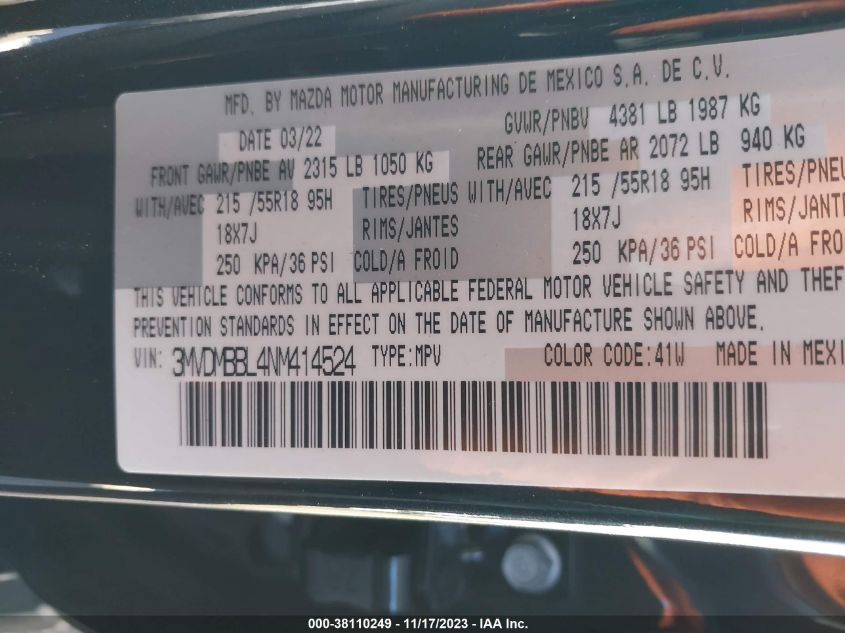 MFD. BY MAZDA MOTOR MANUFACTURING DE MEXICO S.A. DE C.V.
DATE 03/22 GVWR/PNBV 4381 LB 1987 KG
FRONT GAWR/PNBE AV 2315 LB 1050 KG REAR GAWR/PNBE AR 2072 LB 940 KG
WITH/AVEC 215 /55R18 95H TIRES/PNEUS WITH/AVEC 215 /55R18 95H TIRES/PNEU
18X7J RIMS/JANTES 18X7J RIMS/JANTE
250 KPA/36 PSI COLD/A FROID 250 KPA/36 PSI COLD/A FRO
THIS VEHICLE CONFORMS TO ALL APPLICABLE FEDERAL MOTOR VEHICLE SAFETY AND THEF
PREVENTION STANDARDS IN EFFECT ON THE DATE OF MANUFACTURE SHOWN ABOVE.
VIN: 3MVDMBBL4NM414524 TYPE:MPV COLOR CODE:41W MADE IN MEXI
000-38110249 - 11/17/2023 - IAA Inc.